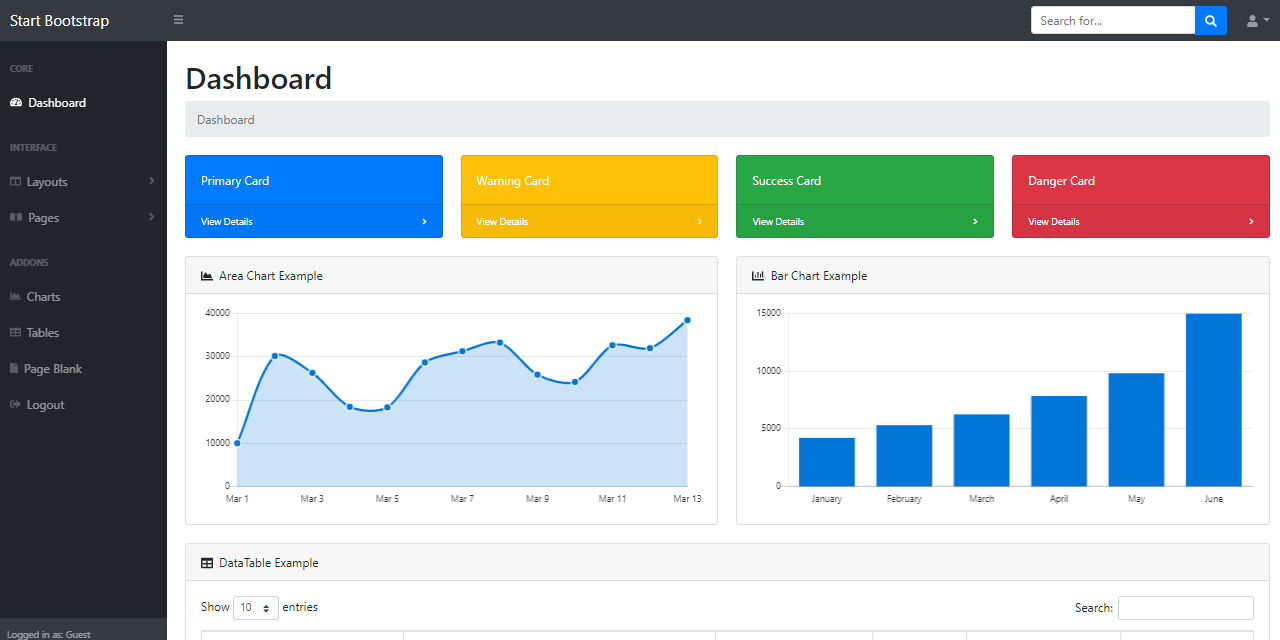 Start Bootstrap
Search for...
CORE
Dashboard
INTERFACE
Layouts
Pages
ADDONS
Charts
Tables
Page Blank
Logout
Logged in as: Guest
Dashboard
Dashboard
Primary Card
View Details
Warning Card
View Details
Success Card
View Details
Danger Card
View Details
Area Chart Example
40000
30000
20000
10000
0
Mar 1 Mar 3 Mar 5 Mar 7 Mar 9 Mar 11 Mar 13
Bar Chart Example
15000
10000
5000
0
January February March April May June
DataTable Example
Show 10 entries
Search: